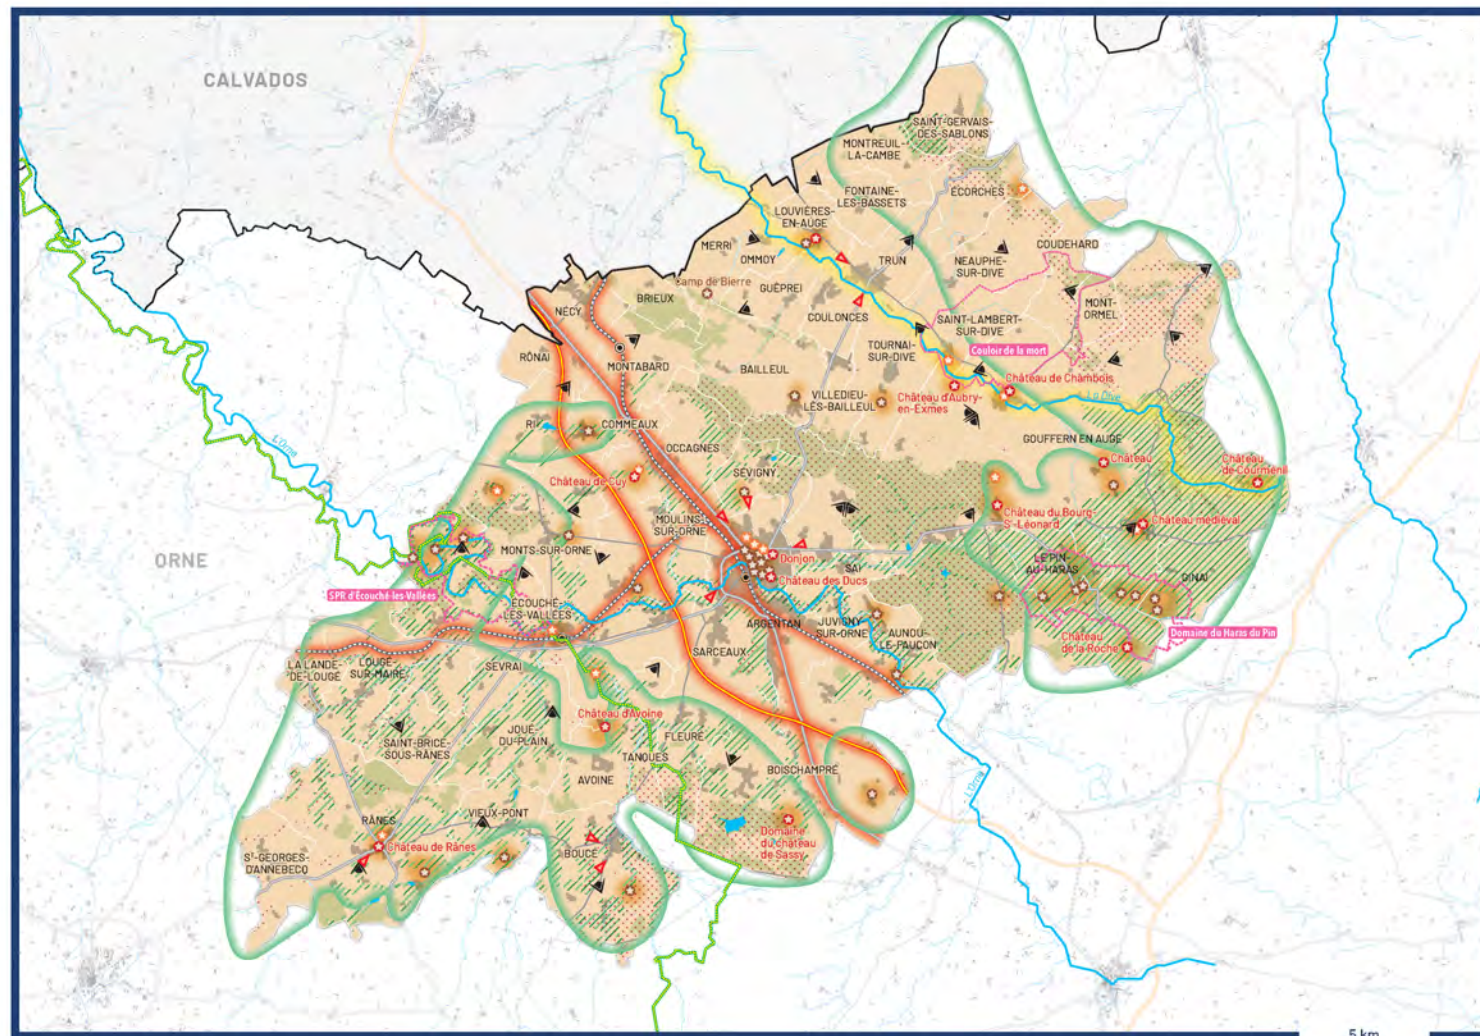 CALVADOS
SAINT-GERVAIS-
DES-SABLONS
MONTREUIL-
LA-CAMBE
ÉCORCHES
FONTAINE-
LES-BASSETS
LOUVIÈRES-
EN-AUGE
COUDEHARD
MERRI
OMMOY
TRUN
NEAUPHE-
SUR-DIVE
Camp de Bierre
GUÊPREI
BRIEUX
MONT-
ORMEL
NÉCY
COULONCES
SAINT-LAMBERT-
SUR-DIVE
TOURNAI-
SUR-DIVE
Couloir de la mort
RÔNAI
MONTABARD
BAILLEUL
Château de Chambois
VILLEDIEU-
LÈS-BAILLEUL
Château d'Aubry-
en-Exmes
La Dive
RI
COMMEAUX
GOUFFERN EN AUGE
L'Orne
OCCAGNES
Château
Château
de Courménil
SÉVIGNY
Château de Cuy
Château du Bourg-
St-Léonard
MOULINS-
SUR-ORNE
Château médiéval
ORNE
MONTS-SUR-ORNE
Donjon
SAI
LE PIN-
AU-HARAS
GINAI
Château des Ducs
SPR d'Écouché-les-Vallées
ÉCOUCHÉ-
LES-VALLÉES
ARGENTAN
JUVIGNY-
SUR-ORNE
AUNOU-
LE-FAUCON
Domaine du Haras du Pin
Château
de la Roche
SARCEAUX
LA LANDE-
DE-LOUGÉ
LOUGÉ-
SUR-MAIRE
SEVRAI
Château d'Avoine
JOUÉ-
DU-PLAIN
FLEURÉ
SAINT-BRICE-
SOUS-RÂNES
TANQUES
BOISCHAMPRÉ
AVOINE
L'Orne
VIEUX-PONT
RÂNES
Château de Rânes
Domaine
du château
de Sassy
BOUCÉ
St-GEORGES-
D'ANNEBECQ
5 km